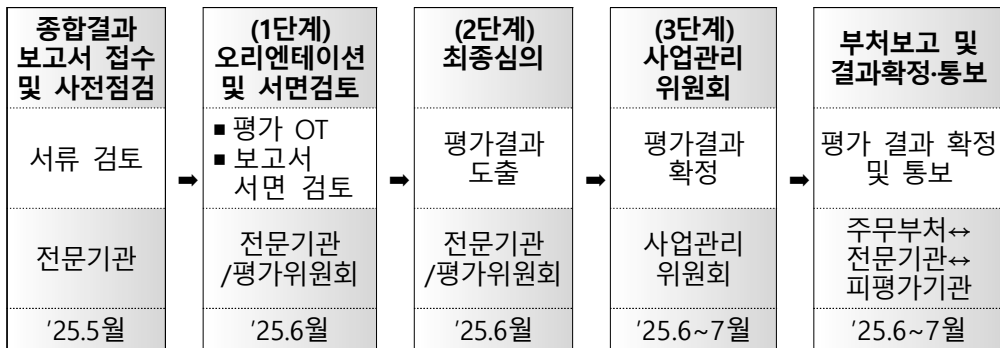 종합결과
보고서 접수
및 사전점검
서류 검토
전문기관
'25.5월
➡
(1단계)
오리엔테이션
및 서면검토
▪ 평가 OT
▪ 보고서
서면 검토
전문기관
/평가위원회
'25.6월
➡
(2단계)
최종심의
평가결과
도출
전문기관
/평가위원회
'25.6월
➡
(3단계)
사업관리
위원회
평가결과
확정
사업관리
위원회
'25.6~7월
➡
부처보고 및
결과확정·통보
평가 결과 확정
및 통보
주무부처↔
전문기관↔
피평가기관
'25.6~7월